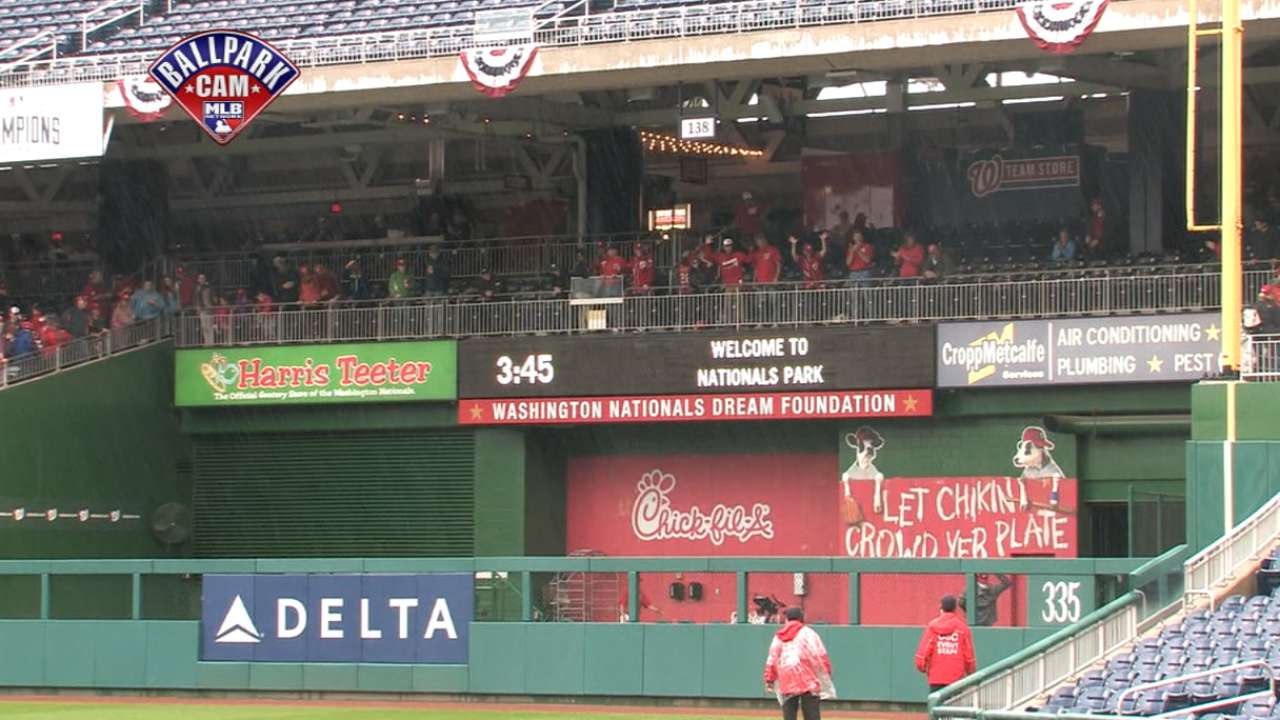 BALLPARK
CAM
MLB
NETWORK
MPIONS
138
TEAM STORE
Harris Teeter
The Official Grocery Store of the Washington Nationals.
3:45
WELCOME TO
NATIONALS PARK
WASHINGTON NATIONALS DREAM FOUNDATION
CroppMetcalfe
Services
AIR CONDITIONING
PLUMBING PEST
Chick-fil-A
LET CHIKIN
CROWD YER PLATE
DELTA
335
EVENT
STAFF